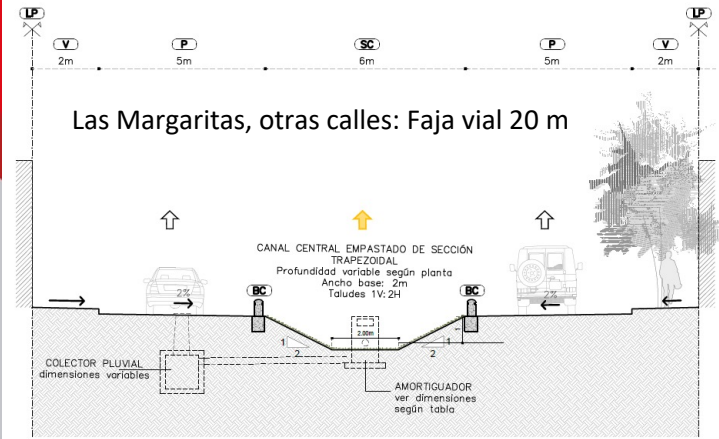 LP
LP
V
P
SC
P
V
2m
5m
6m
5m
2m
Las Margaritas, otras calles: Faja vial 20 m
CANAL CENTRAL EMPASTADO DE SECCIÓN
TRAPEZOIDAL
Profundidad variable según planta
Ancho base: 2m
Taludes 1V:2H
2%
BC
BC
2%
2.00m
1
2
1
2
1
COLECTOR PLUVIAL
dimensiones variables
AMORTIGUADOR
ver dimensiones
según tabla